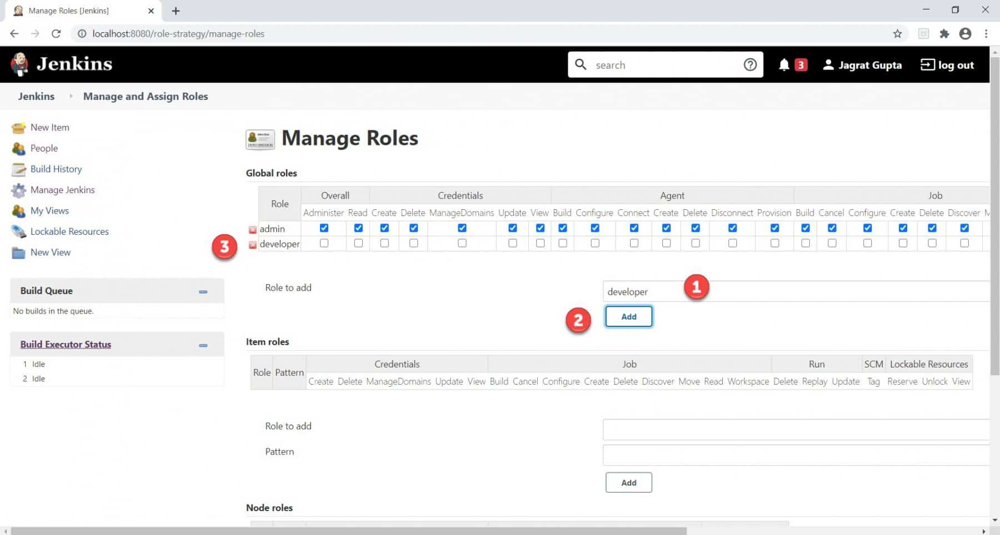 Manage Roles [Jenkins]
localhost:8080/role-strategy/manage-roles
Jenkins
search
3
Jagrat Gupta
log out
Jenkins
Manage and Assign Roles
New Item
People
Build History
Manage Jenkins
My Views
Lockable Resources
New View
Build Queue
No builds in the queue.
Build Executor Status
1 Idle
2 Idle
Manage Roles
Global roles
Role Overall Credentials Agent Job
Administer Read Create Delete ManageDomains Update View Build Configure Connect Create Delete Disconnect Provision Build Cancel Configure Create Delete Discover M
admin
3 developer
Role to add
developer 1
2 Add
Item roles
Role Pattern Credentials Job Run SCM Lockable Resources
Create Delete ManageDomains Update View Build Cancel Configure Create Delete Discover Move Read Workspace Delete Replay Update Tag Reserve Unlock View
Role to add
Pattern
Add
Node roles